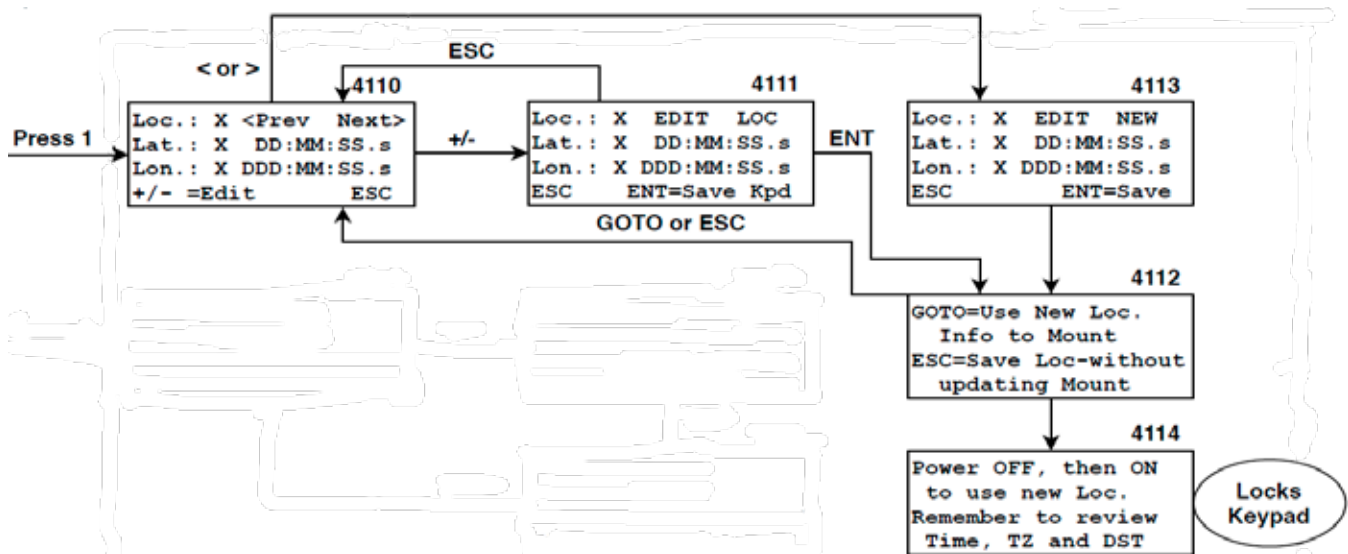 ESC
< or >
4110
4111
4113
Press 1
Loc.: X <Prev Next>
Lat.: X DD:MM:SS.s
Lon.: X DDD:MM:SS.s
+/- =Edit ESC
+/-
Loc.: X EDIT LOC
Lat.: X DD:MM:SS.s
Lon.: X DDD:MM:SS.s
ESC ENT=Save Kpd
ENT
Loc.: X EDIT NEW
Lat.: X DD:MM:SS.s
Lon.: X DDD:MM:SS.s
ESC ENT=Save
GOTO or ESC
4112
GOTO=Use New Loc.
Info to Mount
ESC=Save Loc-without
updating Mount
4114
Power OFF, then ON
to use new Loc.
Remember to review
Time, TZ and DST
Locks
Keypad